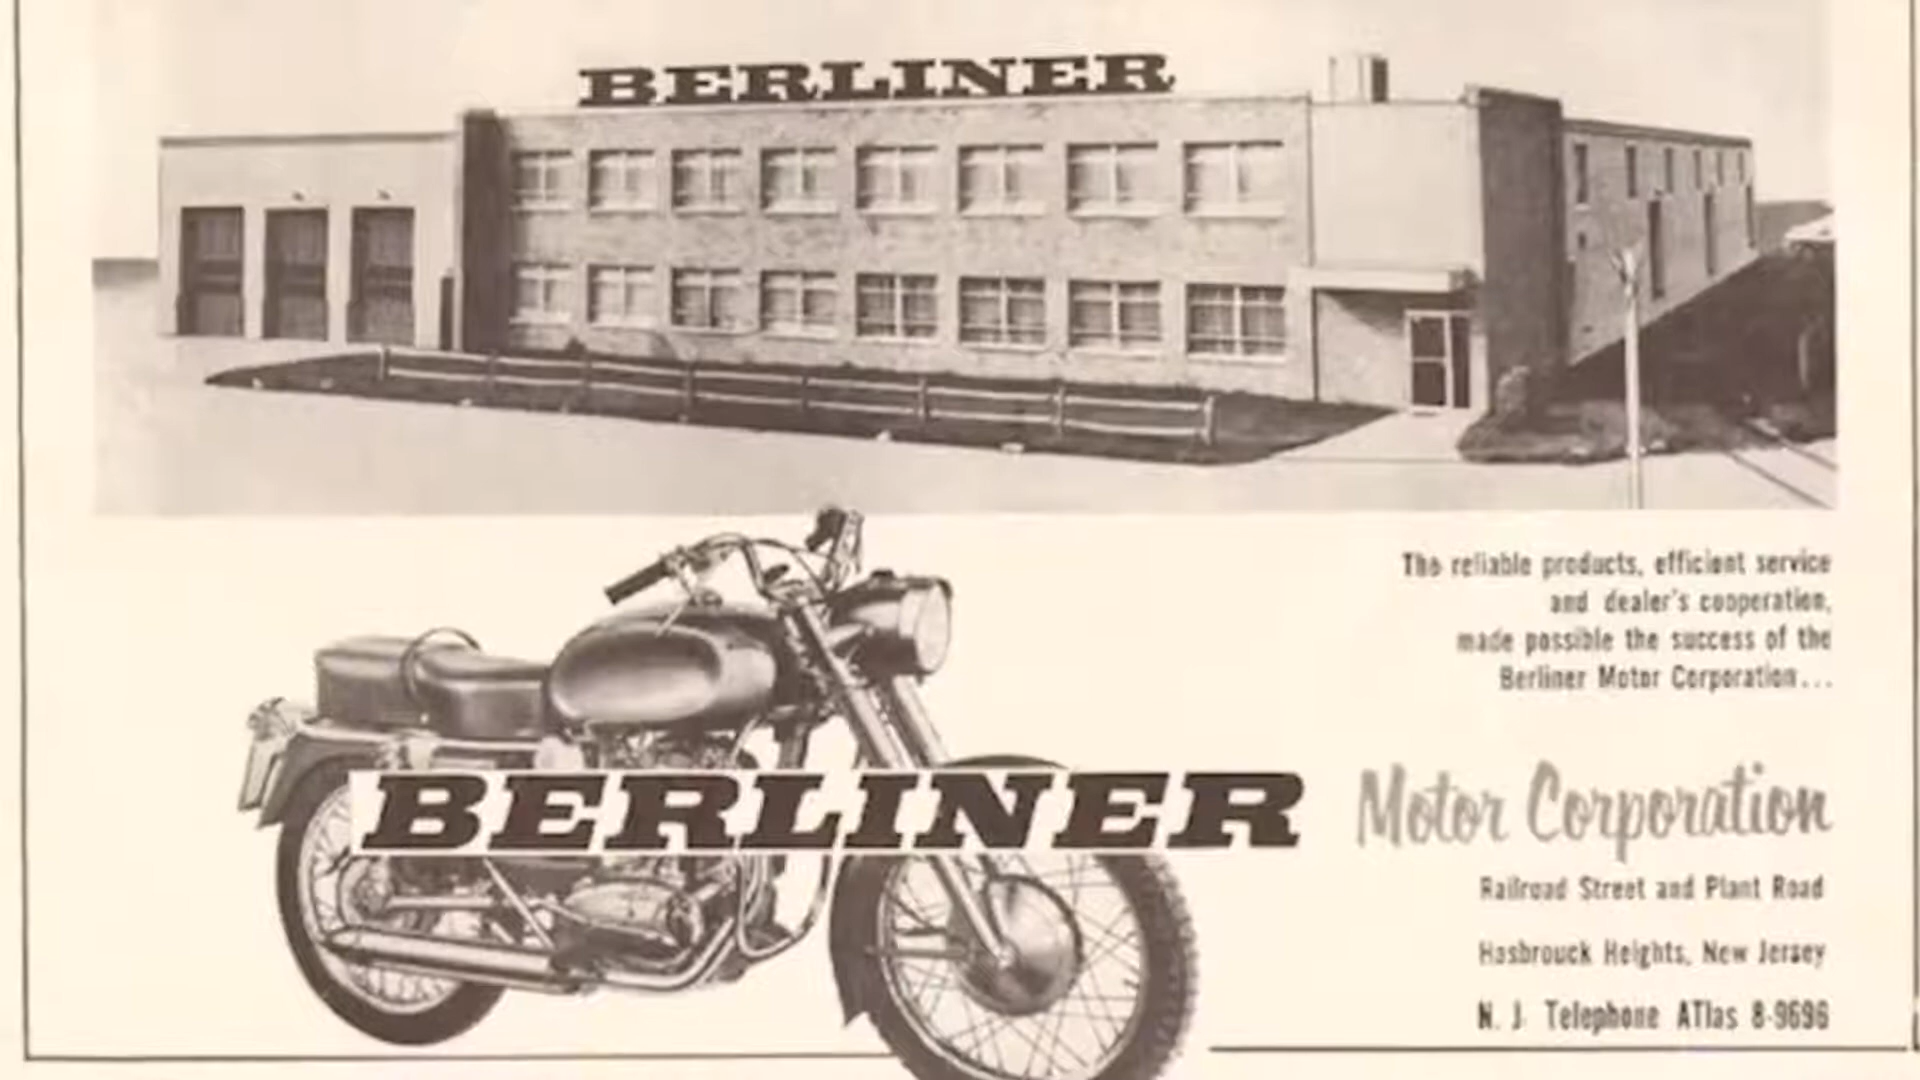 BERLINER
The reliable products, efficient service
and dealer's cooperation,
made possible the success of the
Berliner Motor Corporation...
BERLINER Motor Corporation
Railroad Street and Plant Road
Hasbrouck Heights, New Jersey
N. J. Telephone ATlas 8-9696